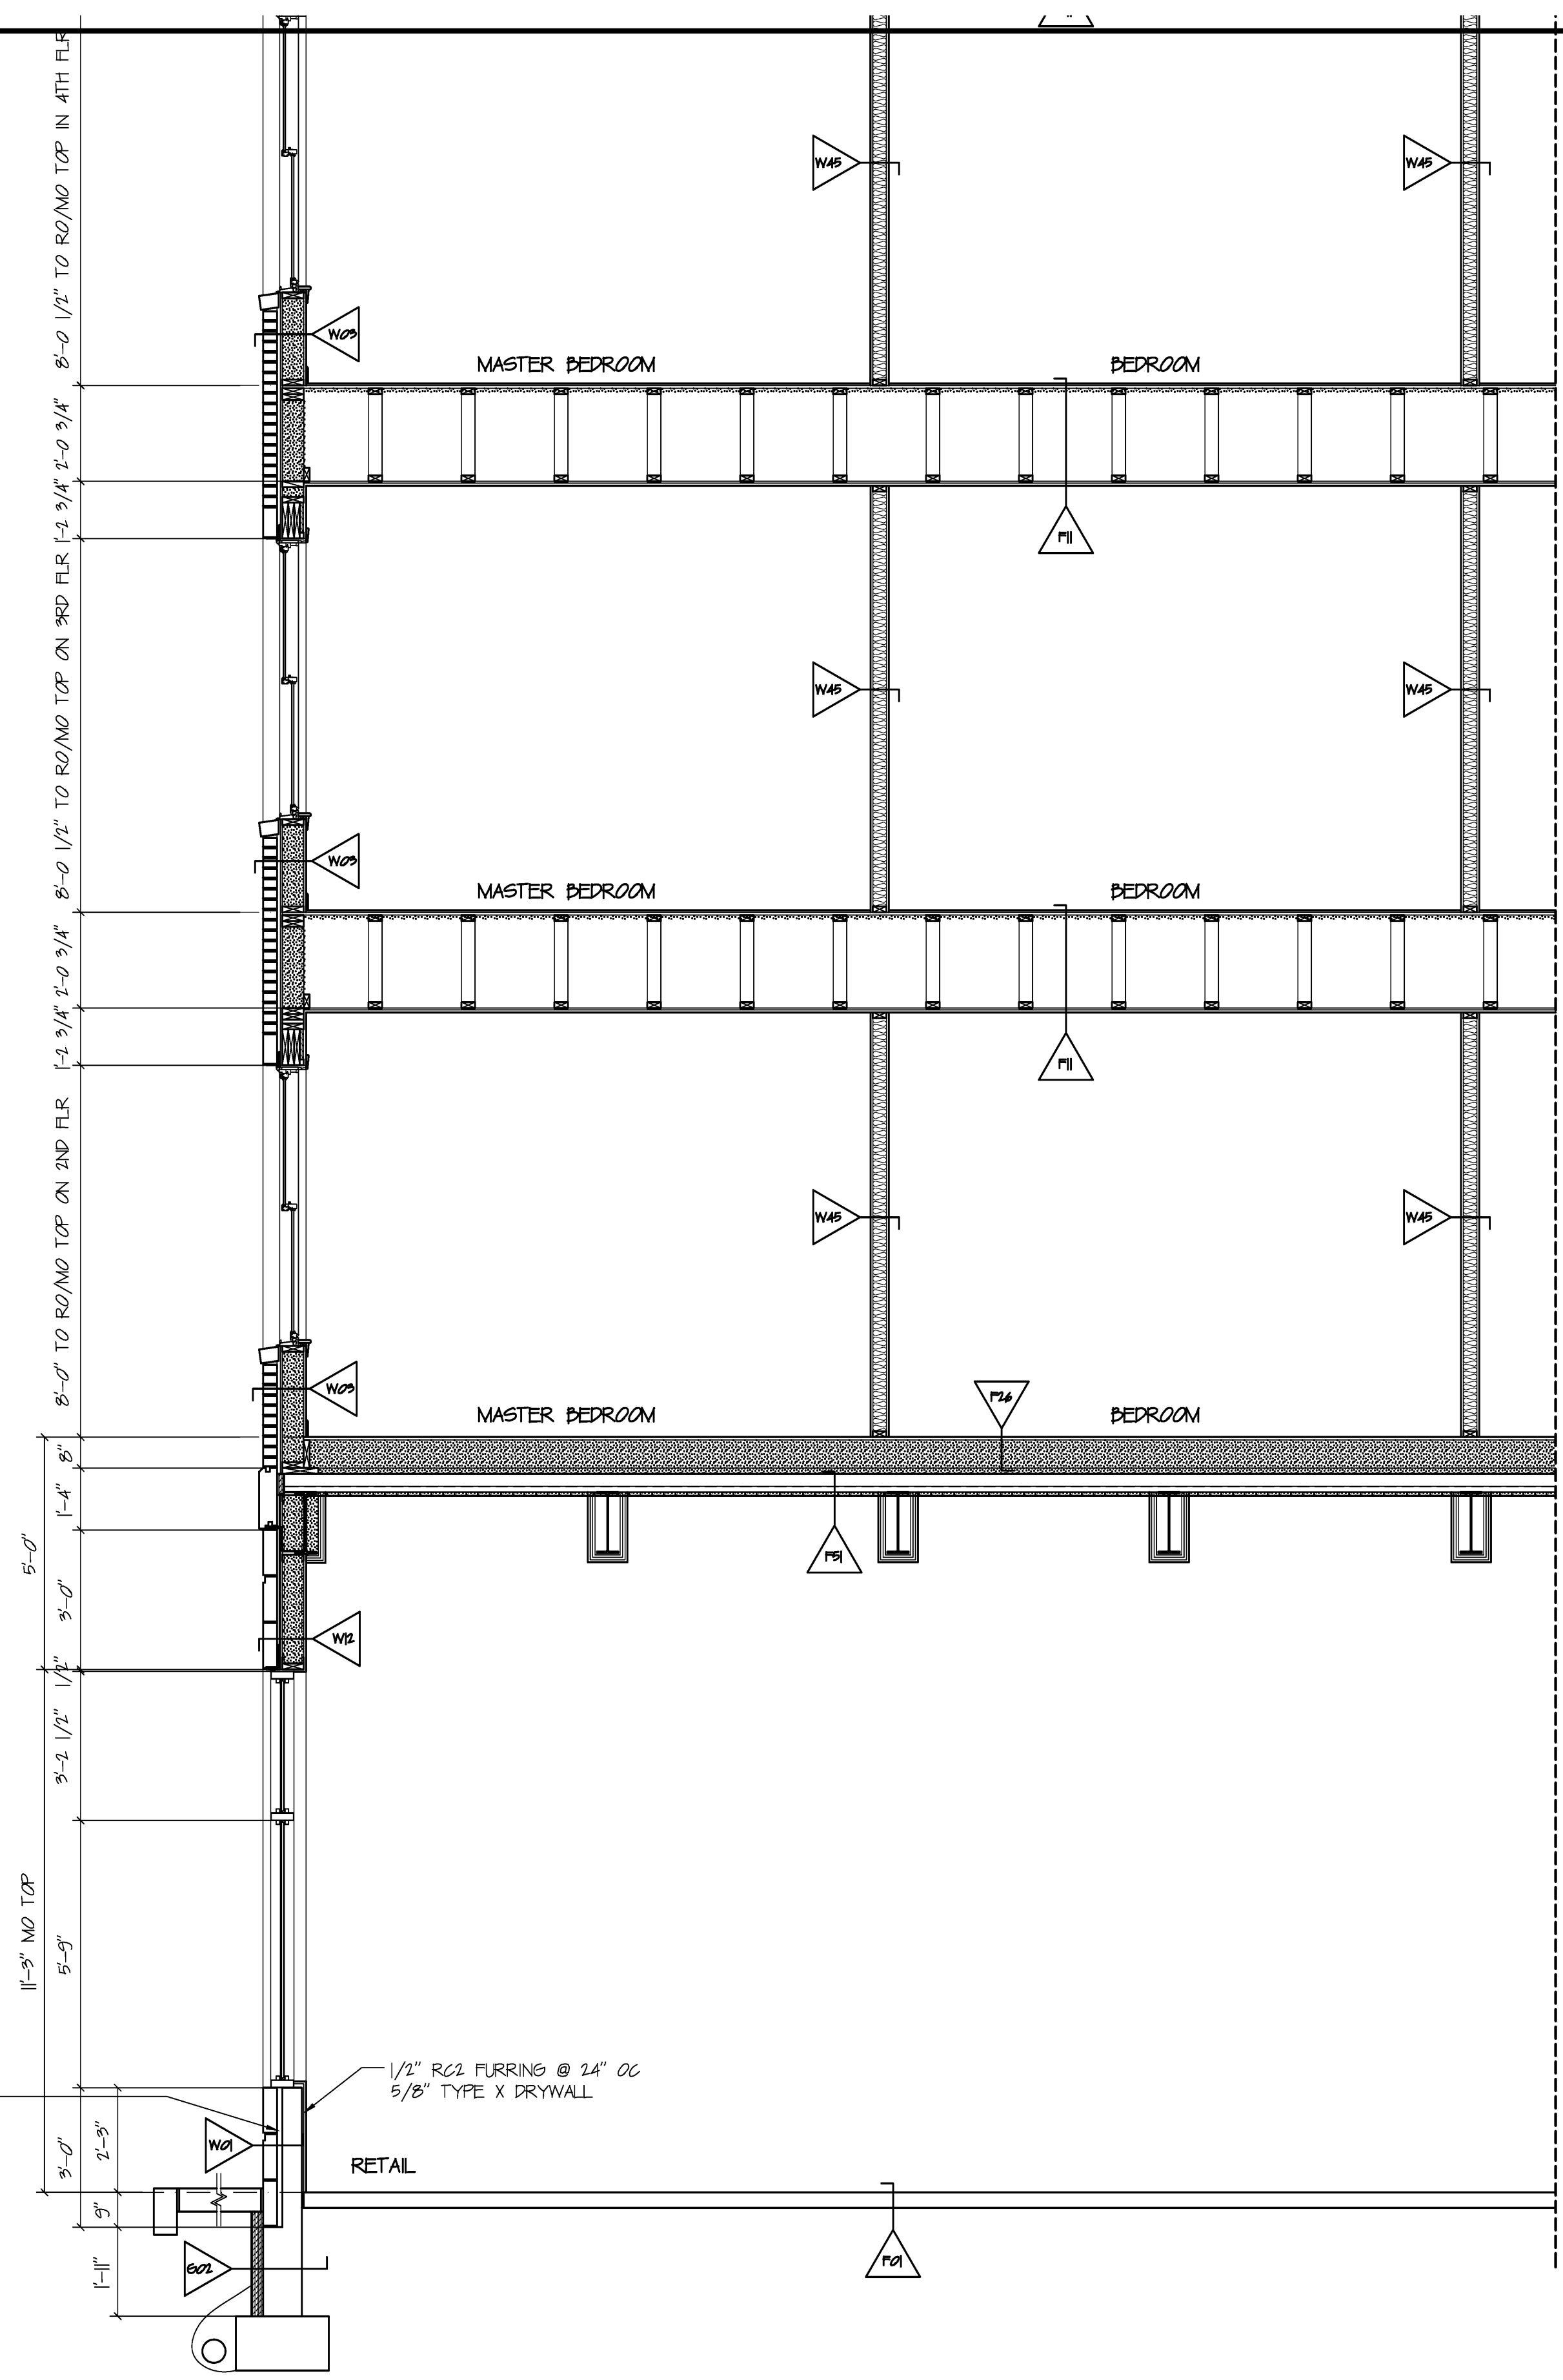 8'-0 1/2" TO RO/MO TOP IN 4TH FLR
W45
W45
W03
MASTER BEDROOM
BEDROOM
2'-0 3/4"
1'-2 3/4"
F11
8'-0 1/2" TO RO/MO TOP ON 3RD FLR
W45
W45
W03
MASTER BEDROOM
BEDROOM
2'-0 3/4"
1'-2 3/4"
F11
8'-0" TO RO/MO TOP ON 2ND FLR
W45
W45
W03
F26
MASTER BEDROOM
BEDROOM
8"
1'-4"
5'-0"
F51
3'-0"
W12
1/2"
3'-2 1/2"
11'-3" MO TOP
5'-9"
1/2" RC2 FURRING @ 24" OC
5/8" TYPE X DRYWALL
3'-0"
2'-3"
W01
RETAIL
9"
G02
F01
1'-11"